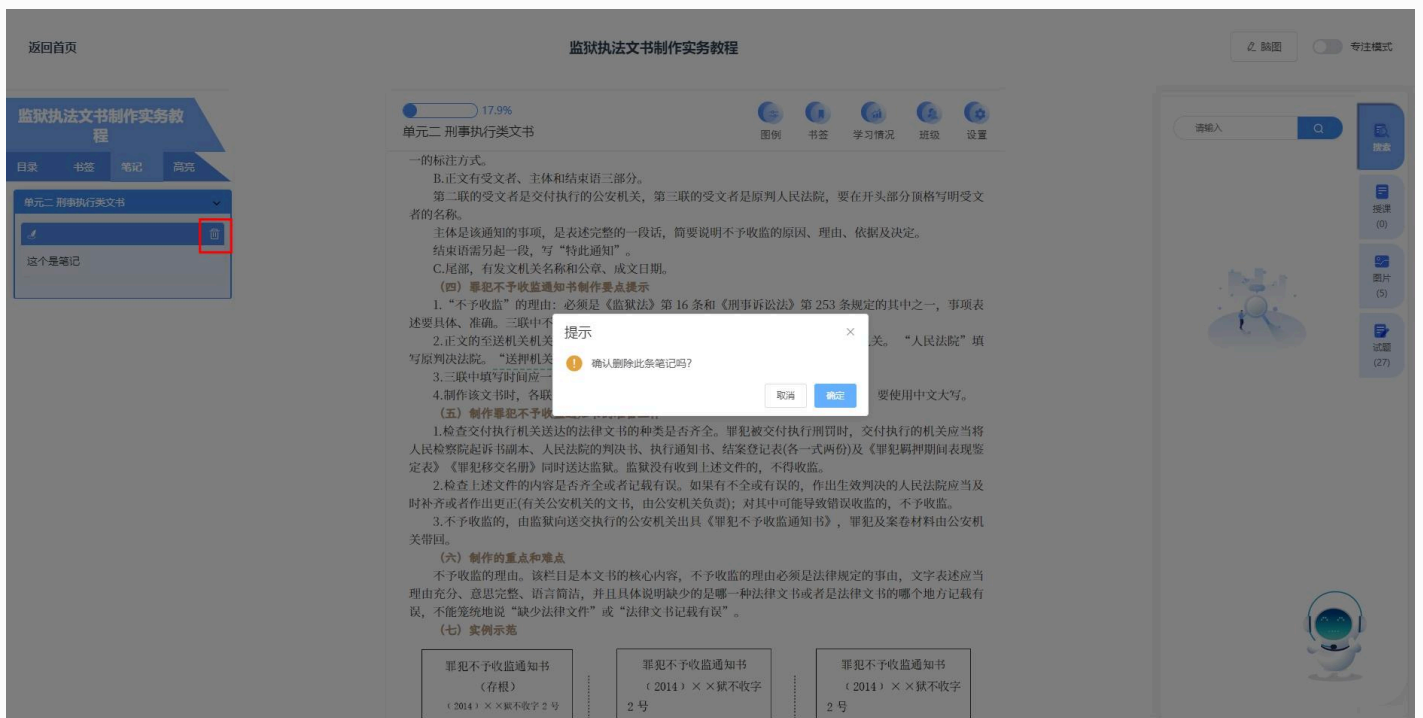 返回首页
监狱执法文书制作实务教程
脑图
专注模式
监狱执法文书制作实务教
程
目录 书签 笔记 高亮
单元二 刑事执行类文书
这个是笔记
17.9%
单元二 刑事执行类文书
图例 书签 学习情况 班级 设置
一的标注方式。
B.正文有受文者、主体和结束语三部分。
第二联的受文者是交付执行的公安机关，第三联的受文者是原判人民法院，要在开头部分顶格写明受文
者的名称。
主体是该通知的事项，是表述完整的一段话，简要说明不予收监的原因、理由、依据及决定。
结束语需另起一段，写“特此通知”。
C.尾部，有发文机关名称和公章、成文日期。
（四）罪犯不予收监通知书制作要点提示
1.“不予收监”的理由：必须是《监狱法》第 16 条和《刑事诉讼法》第 253 条规定的其中之一，事项表
述要具体、准确。三联中不
2.正文的至送机关机关 关。“人民法院”填
写原判决法院。“送押机关
3.三联中填写时间应一
4.制作该文书时，各联 要使用中文大写。
（五）制作罪犯不予收
1.检查交付执行机关送达的法律文书的种类是否齐全。罪犯被交付执行刑罚时，交付执行的机关应当将
人民检察院起诉书副本、人民法院的判决书、执行通知书、结案登记表(各一式两份)及《罪犯羁押期间表现鉴
定表》《罪犯移交名册》同时送达监狱。监狱没有收到上述文件的，不得收监。
2.检查上述文件的内容是否齐全或者记载有误。如果有不全或有误的，作出生效判决的人民法院应当及
时补齐或者作出更正(有关公安机关的文书，由公安机关负责)；对其中可能导致错误收监的，不予收监。
3.不予收监的，由监狱向送交执行的公安机关出具《罪犯不予收监通知书》，罪犯及案卷材料由公安机
关带回。
（六）制作的重点和难点
不予收监的理由。该栏目是本文书的核心内容，不予收监的理由必须是法律规定的事由，文字表述应当
理由充分、意思完整、语言简洁，并且具体说明缺少的是哪一种法律文书或者是法律文书的哪个地方记载有
误，不能笼统地说“缺少法律文件”或“法律文书记载有误”。
（七）实例示范
罪犯不予收监通知书
（存根）
（2014）××狱不收字 2 号
罪犯不予收监通知书
（2014）××狱不收字
2 号
罪犯不予收监通知书
（2014）××狱不收字
2 号
提示
确认删除此条笔记吗？
取消 确定
请输入
搜索
授课
(0)
图片
(5)
试题
(27)